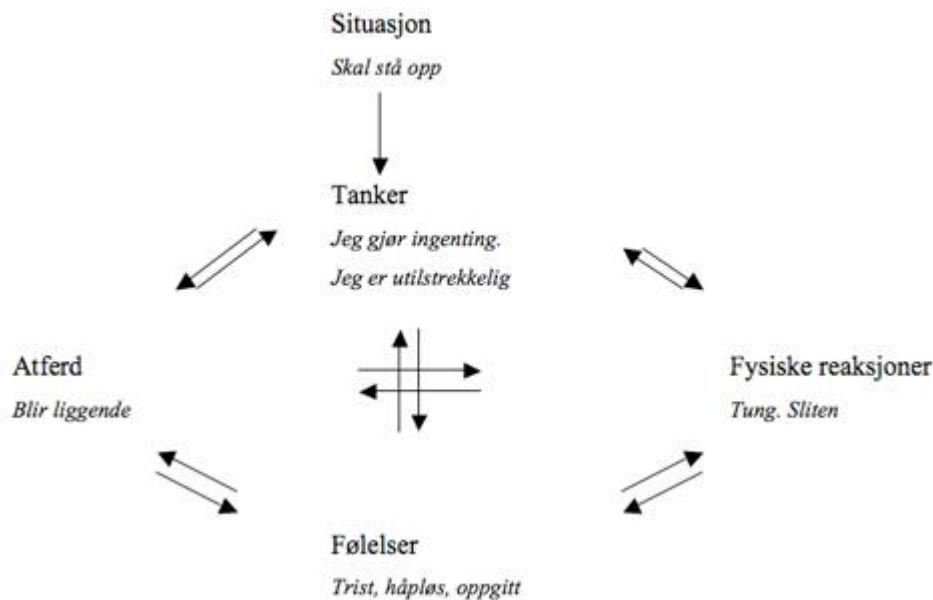 Situasjon
Skal stå opp
Tanker
Jeg gjør ingenting.
Jeg er utilstrekkelig
Atferd
Blir liggende
Fysiske reaksjoner
Tung. Sliten
Følelser
Trist, håpløs, oppgitt